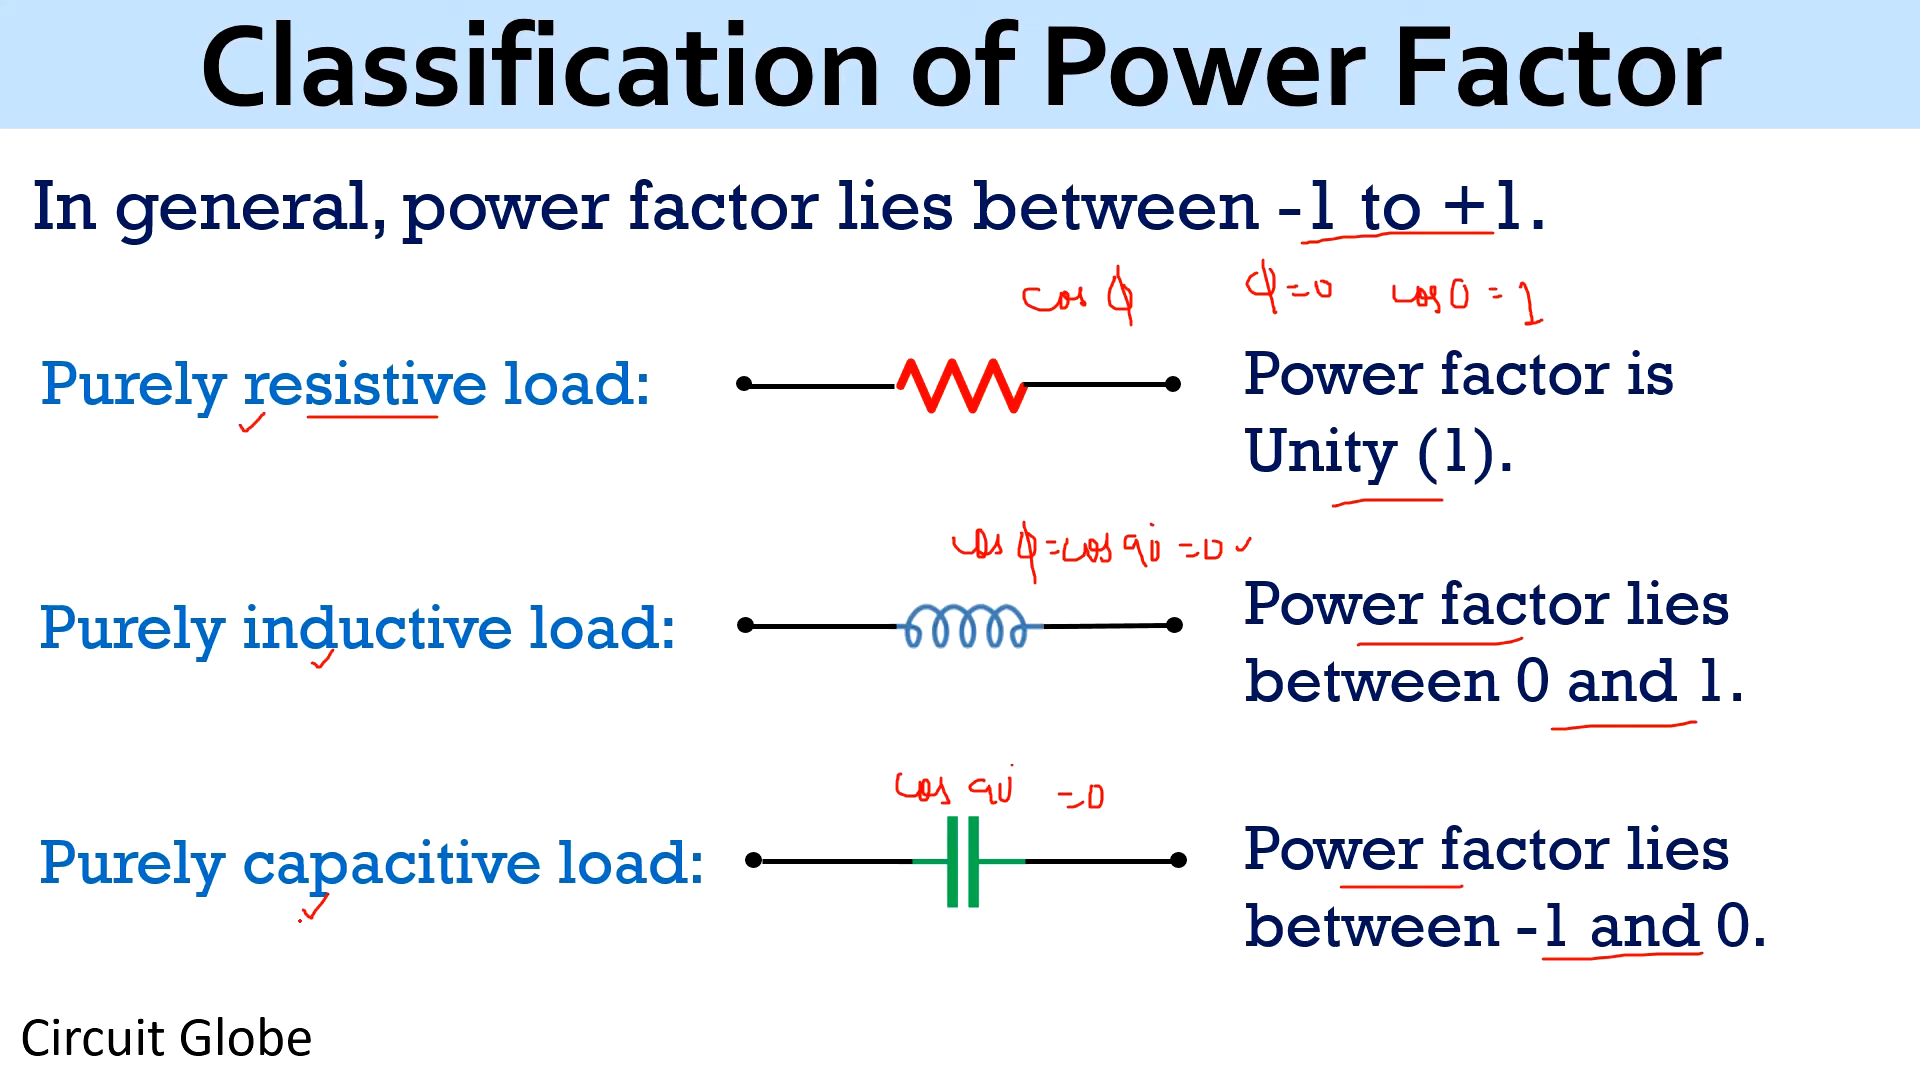 Classification of Power Factor
In general, power factor lies between -1 to +1.
cos ϕ ϕ=0 cos 0 = 1
Purely resistive load:
Power factor is
Unity (1).
cos ϕ = cos 90° = 0
Purely inductive load:
Power factor lies
between 0 and 1.
cos 90° = 0
Purely capacitive load:
Power factor lies
between -1 and 0.
Circuit Globe